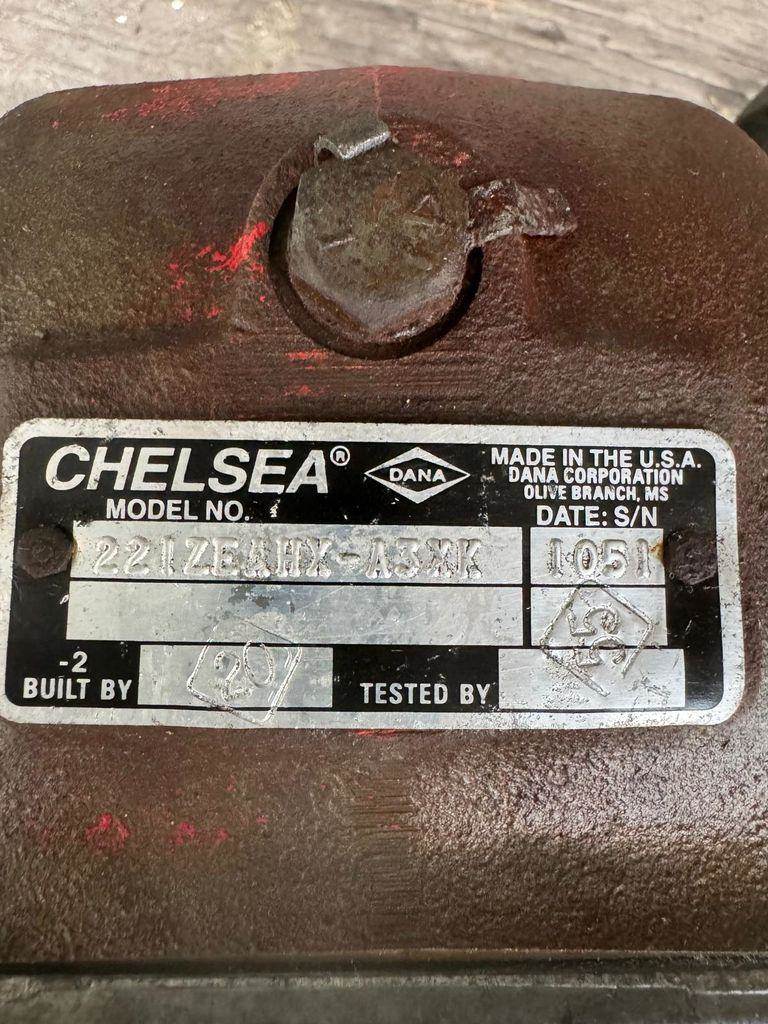 CHELSEA®
DANA
MADE IN THE U.S.A.
DANA CORPORATION
OLIVE BRANCH, MS
MODEL NO.
DATE: S/N
221ZEAHX-A3XK
1051
-2
BUILT BY
20
TESTED BY
55